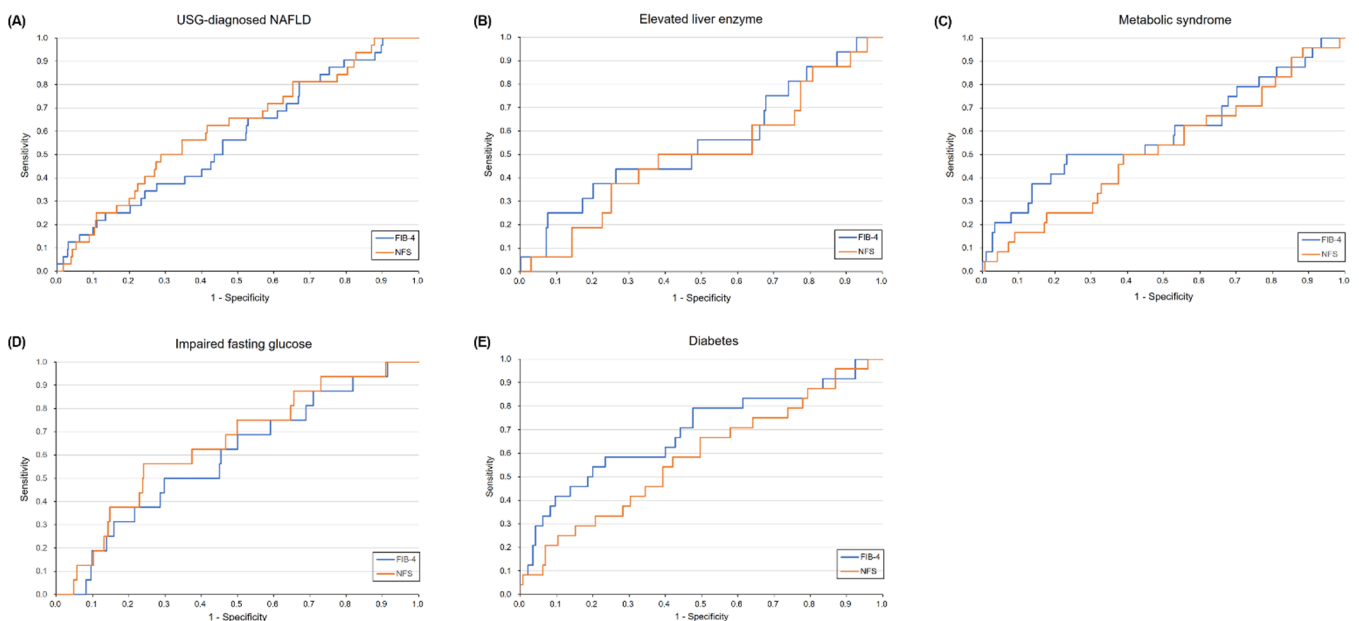 (A)
USG-diagnosed NAFLD
1.0
0.9
0.8
0.7
0.6
0.5
0.4
0.3
0.2
0.1
0.0
Sensitivity
FIB-4
NFS
0.0 0.1 0.2 0.3 0.4 0.5 0.6 0.7 0.8 0.9 1.0
1 - Specificity
(B)
Elevated liver enzyme
1.0
0.9
0.8
0.7
0.6
0.5
0.4
0.3
0.2
0.1
0.0
Sensitivity
FIB-4
NFS
0.0 0.1 0.2 0.3 0.4 0.5 0.6 0.7 0.8 0.9 1.0
1 - Specificity
(C)
Metabolic syndrome
1.0
0.9
0.8
0.7
0.6
0.5
0.4
0.3
0.2
0.1
0.0
Sensitivity
FIB-4
NFS
0.0 0.1 0.2 0.3 0.4 0.5 0.6 0.7 0.8 0.9 1.0
1 - Specificity
(D)
Impaired fasting glucose
1.0
0.9
0.8
0.7
0.6
0.5
0.4
0.3
0.2
0.1
0.0
Sensitivity
FIB-4
NFS
0.0 0.1 0.2 0.3 0.4 0.5 0.6 0.7 0.8 0.9 1.0
1 - Specificity
(E)
Diabetes
1.0
0.9
0.8
0.7
0.6
0.5
0.4
0.3
0.2
0.1
0.0
Sensitivity
FIB-4
NFS
0.0 0.1 0.2 0.3 0.4 0.5 0.6 0.7 0.8 0.9 1.0
1 - Specificity